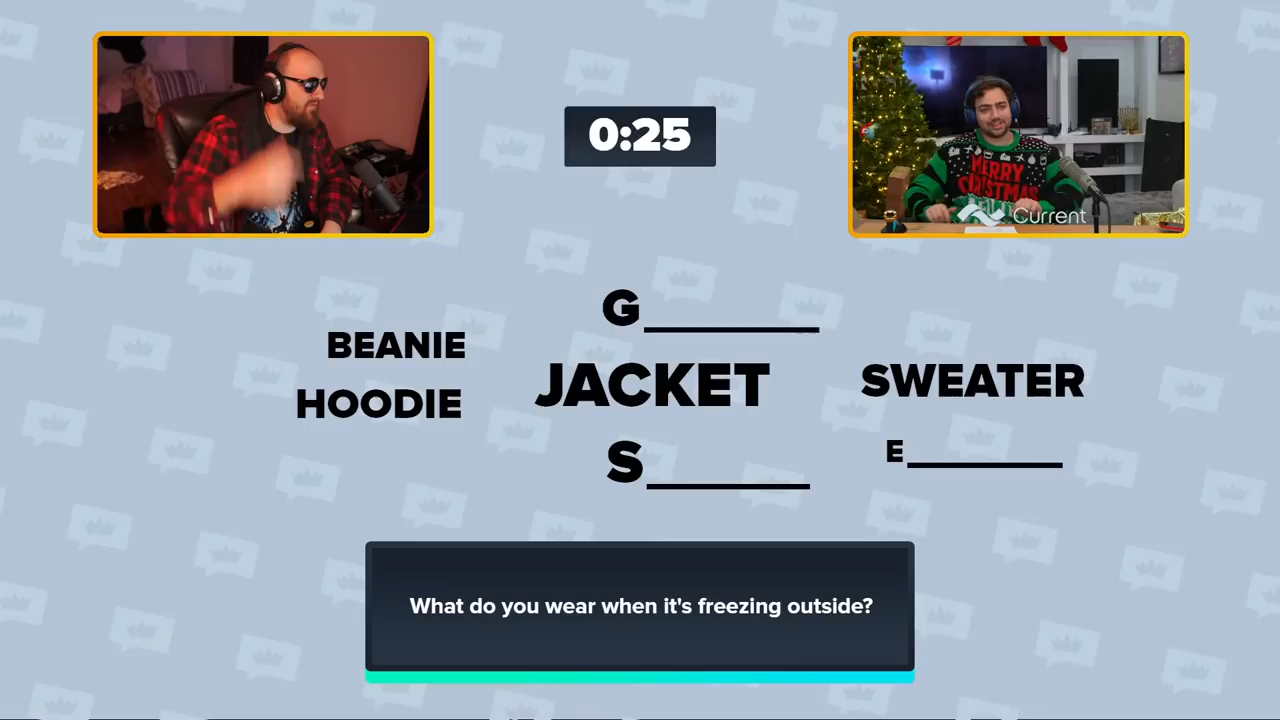 0:25
MERRY
CHRISTMAS
Current
G
BEANIE
JACKET
SWEATER
HOODIE
S
E
What do you wear when it's freezing outside?